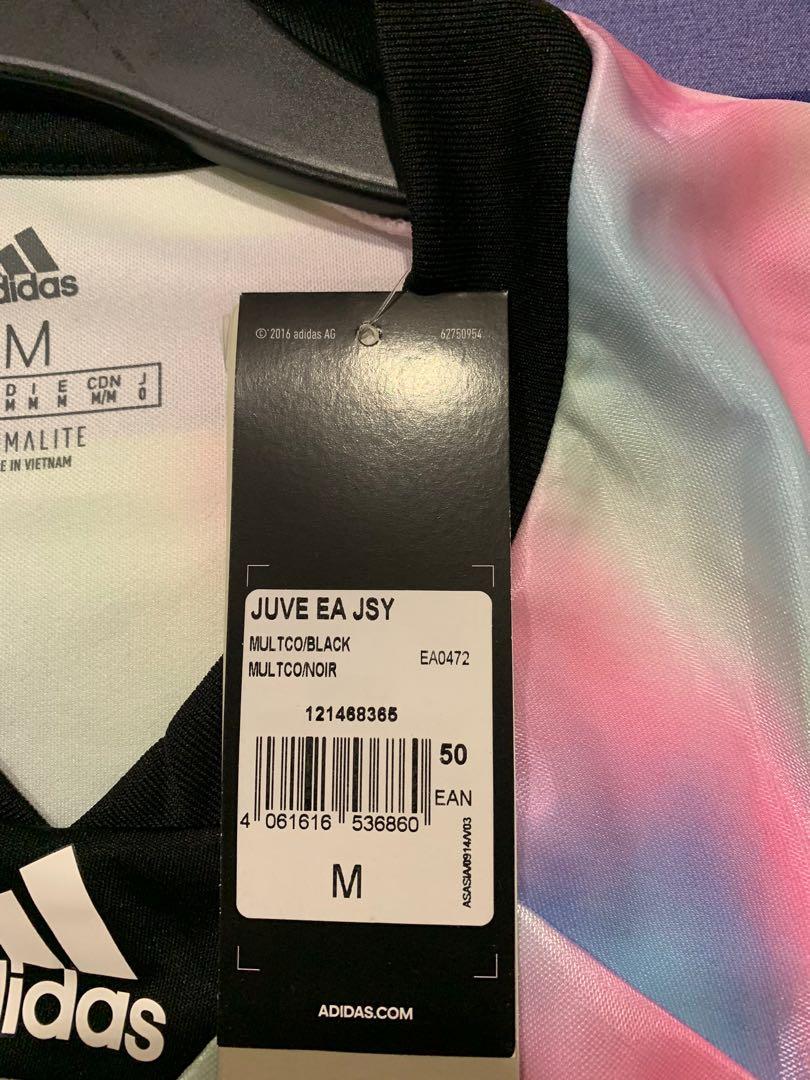 adidas
M
D I E CDN J
M M M M/M O
MALITE
E IN VIETNAM
© 2016 adidas AG 62750954
JUVE EA JSY
MULTCO/BLACK
MULTCO/NOIR
EA0472
121468365
50
EAN
4 061616 536860
M
ASASIA/0914/V03
ADIDAS.COM
adidas